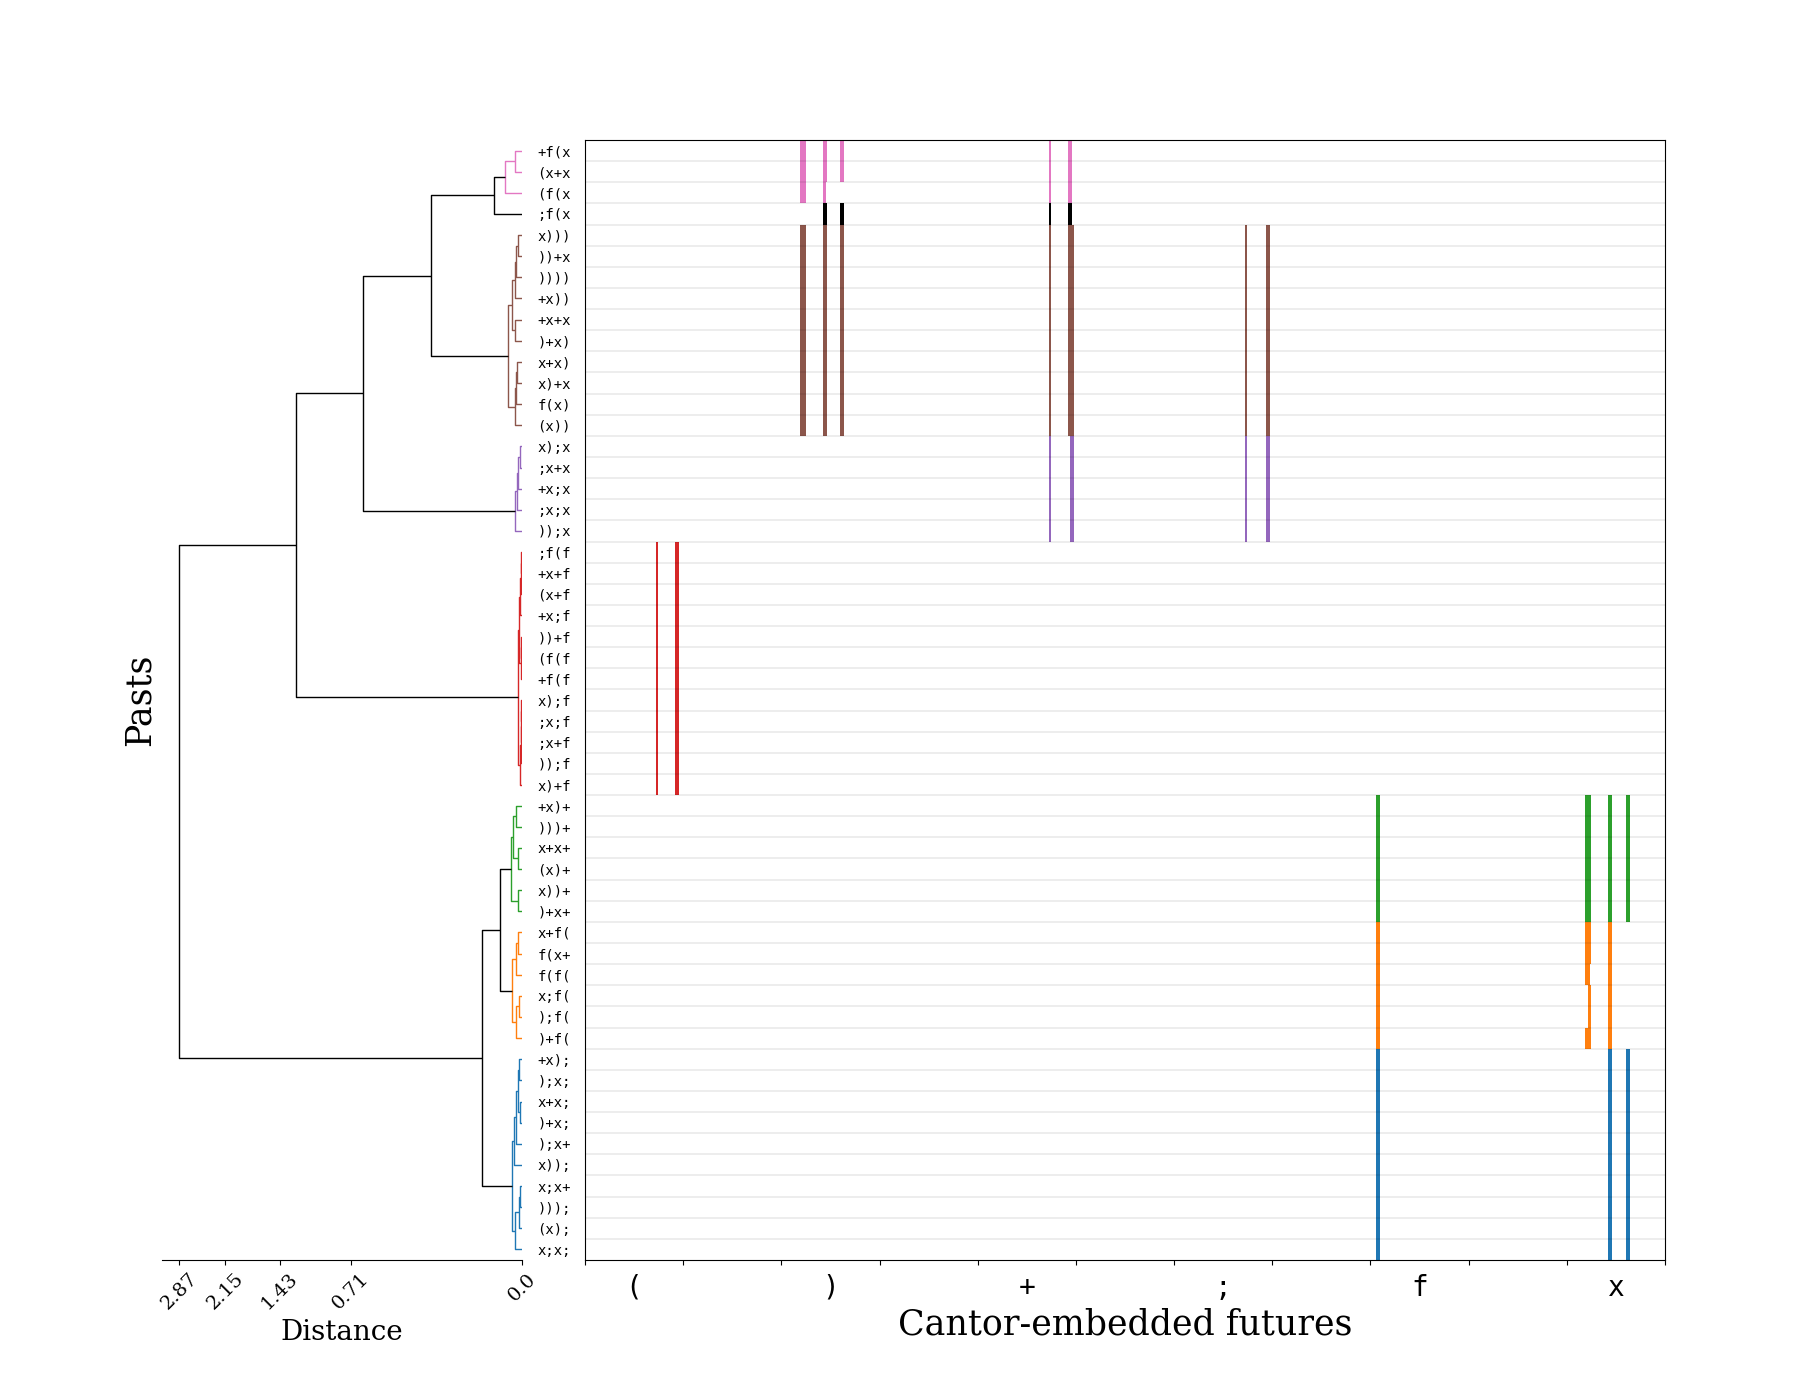 +f(x
(x+x
(f(x
;f(x
x)))
))+x
))))
+x))
+x+x
)+x)
x+x)
x)+x
f(x)
(x))
x);x
;x+x
+x;x
;x;x
));x
;f(f
+x+f
(x+f
+x;f
))+f
(f(f
+f(f
x);f
;x;f
;x+f
));f
x)+f
+x)+
)))+
x+x+
(x)+
x))+
)+x+
x+f(
f(x+
f(f(
x;f(
);f(
)+f(
+x);
);x;
x+x;
)+x;
);x+
x));
x;x+
)));
(x);
x;x;
Pasts
2.87 2.15 1.43 0.71 0.0
Distance
( ) + ; f x
Cantor-embedded futures